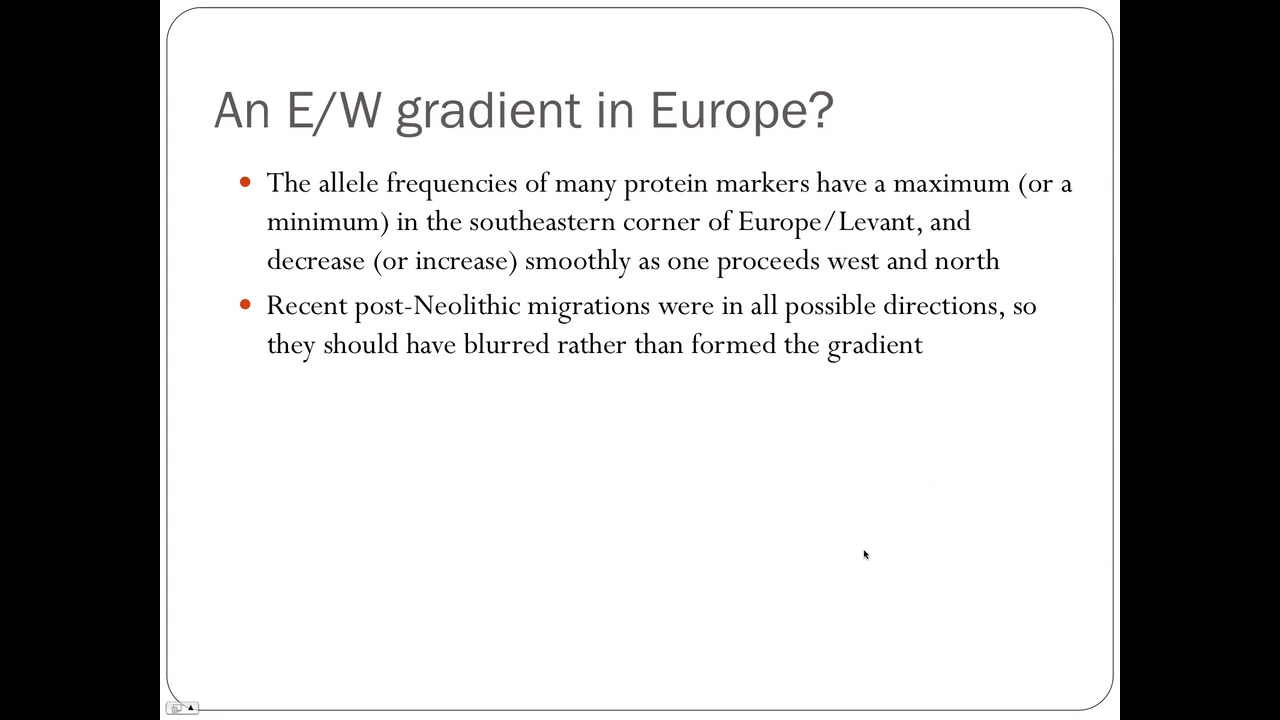 An E/W gradient in Europe?
The allele frequencies of many protein markers have a maximum (or a
minimum) in the southeastern corner of Europe/Levant, and
decrease (or increase) smoothly as one proceeds west and north
Recent post-Neolithic migrations were in all possible directions, so
they should have blurred rather than formed the gradient